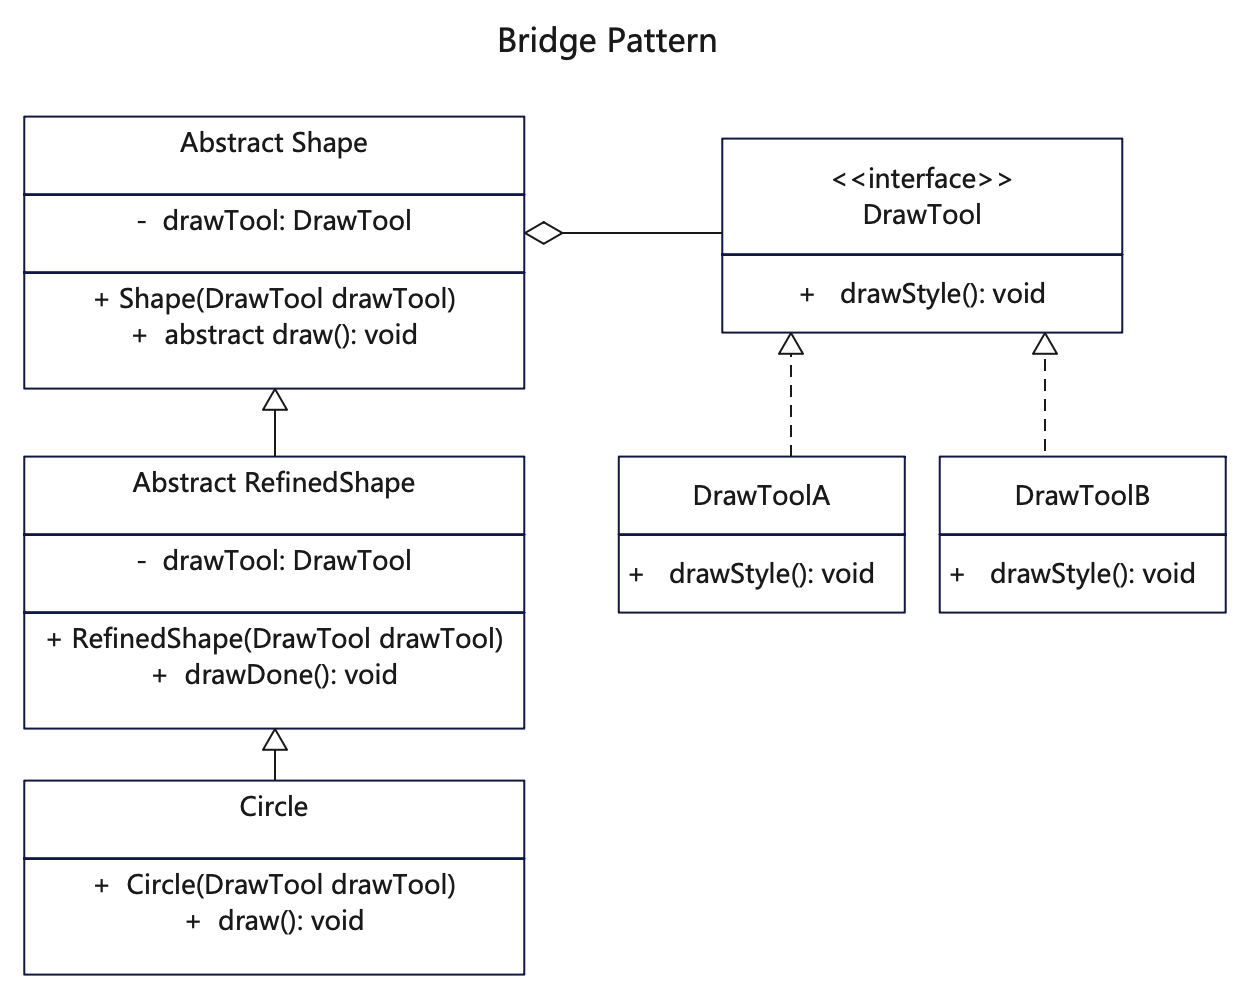 Bridge Pattern
Abstract Shape
- drawTool: DrawTool
+ Shape(DrawTool drawTool)
+ abstract draw(): void
<<interface>>
DrawTool
+ drawStyle(): void
Abstract RefinedShape
- drawTool: DrawTool
+ RefinedShape(DrawTool drawTool)
+ drawDone(): void
DrawToolA
+ drawStyle(): void
DrawToolB
+ drawStyle(): void
Circle
+ Circle(DrawTool drawTool)
+ draw(): void